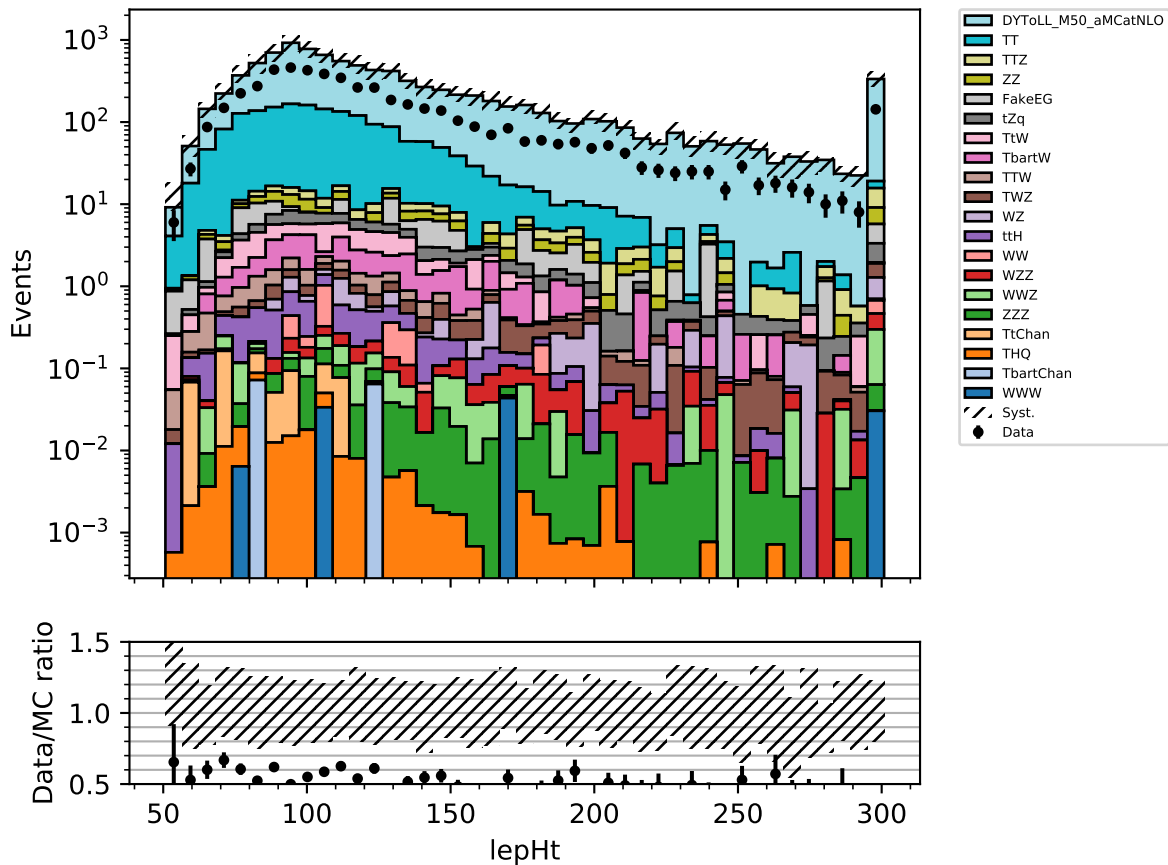 10³
10²
10¹
10⁰
10⁻¹
10⁻²
10⁻³
Events
DYToLL_M50_aMCatNLO
TT
TTZ
ZZ
FakeEG
tZq
TtW
TbartW
TTW
TWZ
WZ
ttH
WW
WZZ
WWZ
ZZZ
TtChan
THQ
TbartChan
WWW
Syst.
Data
1.5
1.0
0.5
Data/MC ratio
50
100
150
200
250
300
lepHt